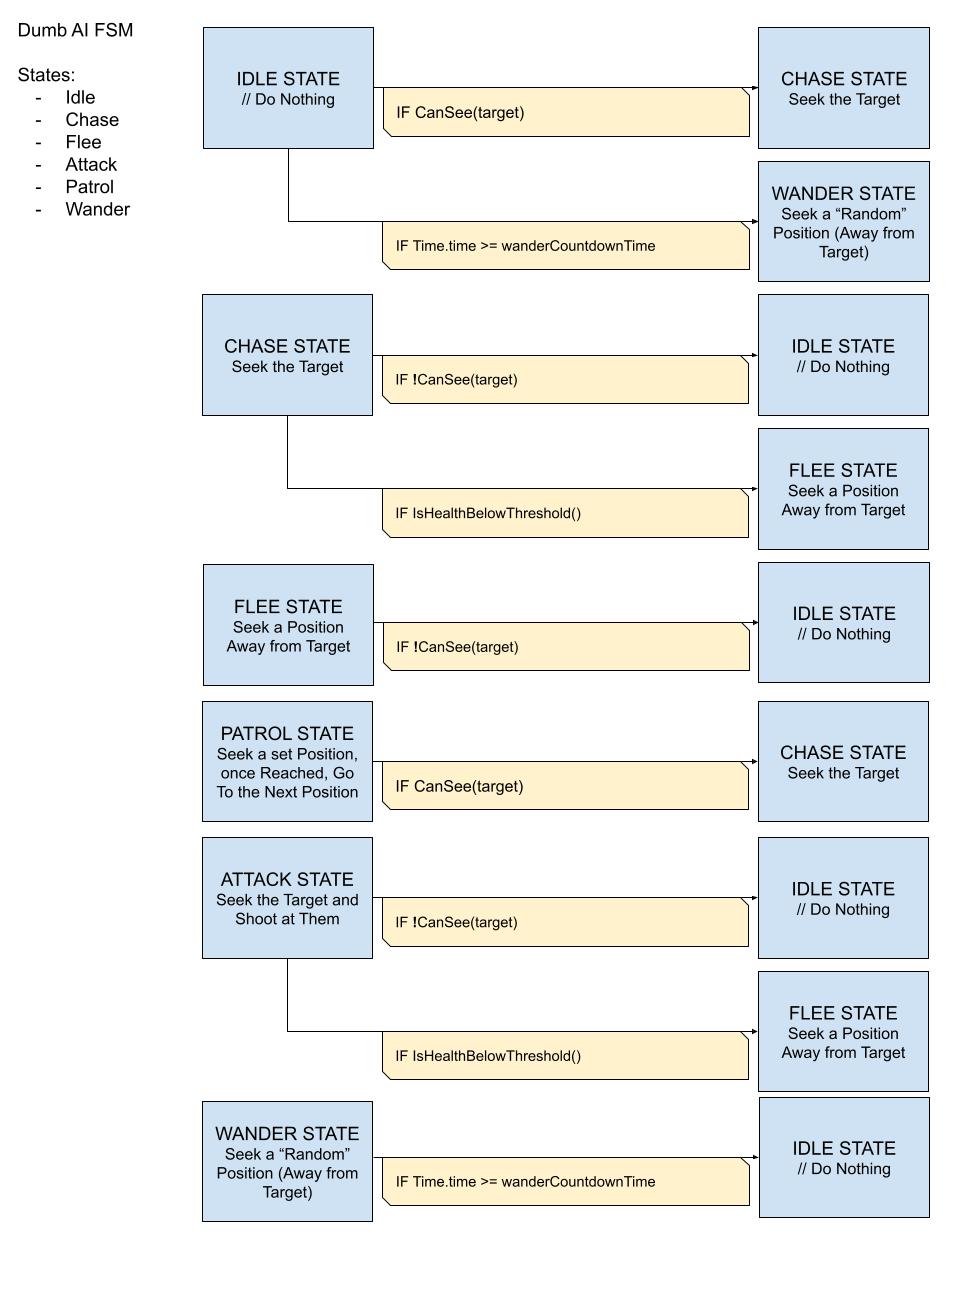 Dumb AI FSM
States:
- Idle
- Chase
- Flee
- Attack
- Patrol
- Wander
IDLE STATE
// Do Nothing
IF CanSee(target)
CHASE STATE
Seek the Target
IF Time.time >= wanderCountdownTime
WANDER STATE
Seek a “Random”
Position (Away from
Target)
CHASE STATE
Seek the Target
IF !CanSee(target)
IDLE STATE
// Do Nothing
IF IsHealthBelowThreshold()
FLEE STATE
Seek a Position
Away from Target
FLEE STATE
Seek a Position
Away from Target
IF !CanSee(target)
IDLE STATE
// Do Nothing
PATROL STATE
Seek a set Position,
once Reached, Go
To the Next Position
IF CanSee(target)
CHASE STATE
Seek the Target
ATTACK STATE
Seek the Target and
Shoot at Them
IF !CanSee(target)
IDLE STATE
// Do Nothing
IF IsHealthBelowThreshold()
FLEE STATE
Seek a Position
Away from Target
WANDER STATE
Seek a “Random”
Position (Away from
Target)
IF Time.time >= wanderCountdownTime
IDLE STATE
// Do Nothing